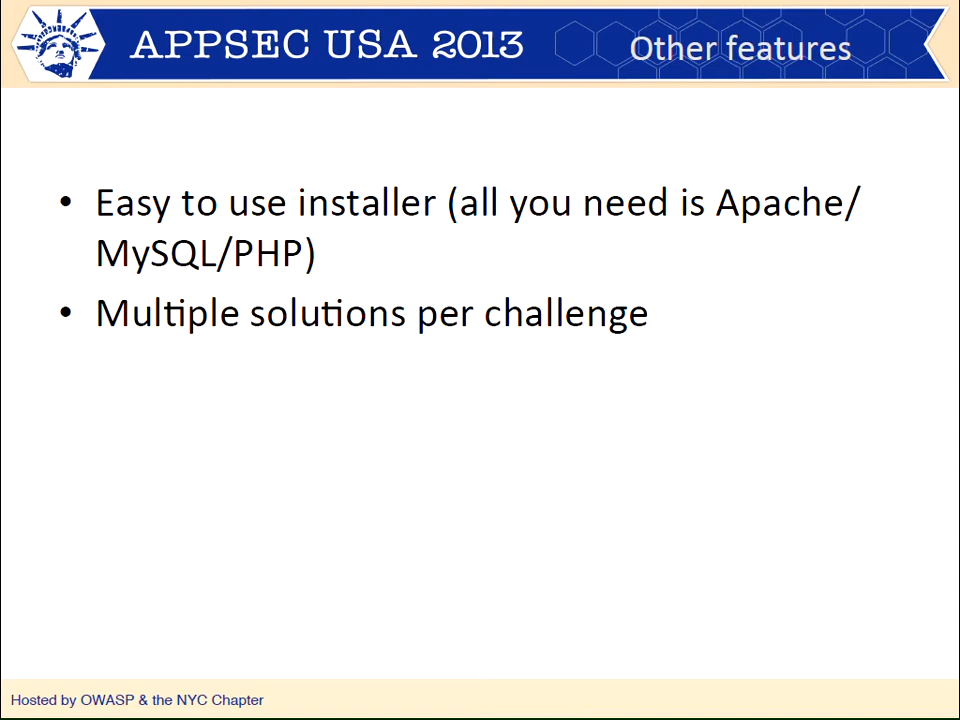 APPSEC USA 2013
Other features
• Easy to use installer (all you need is Apache/
MySQL/PHP)
• Multiple solutions per challenge
Hosted by OWASP & the NYC Chapter